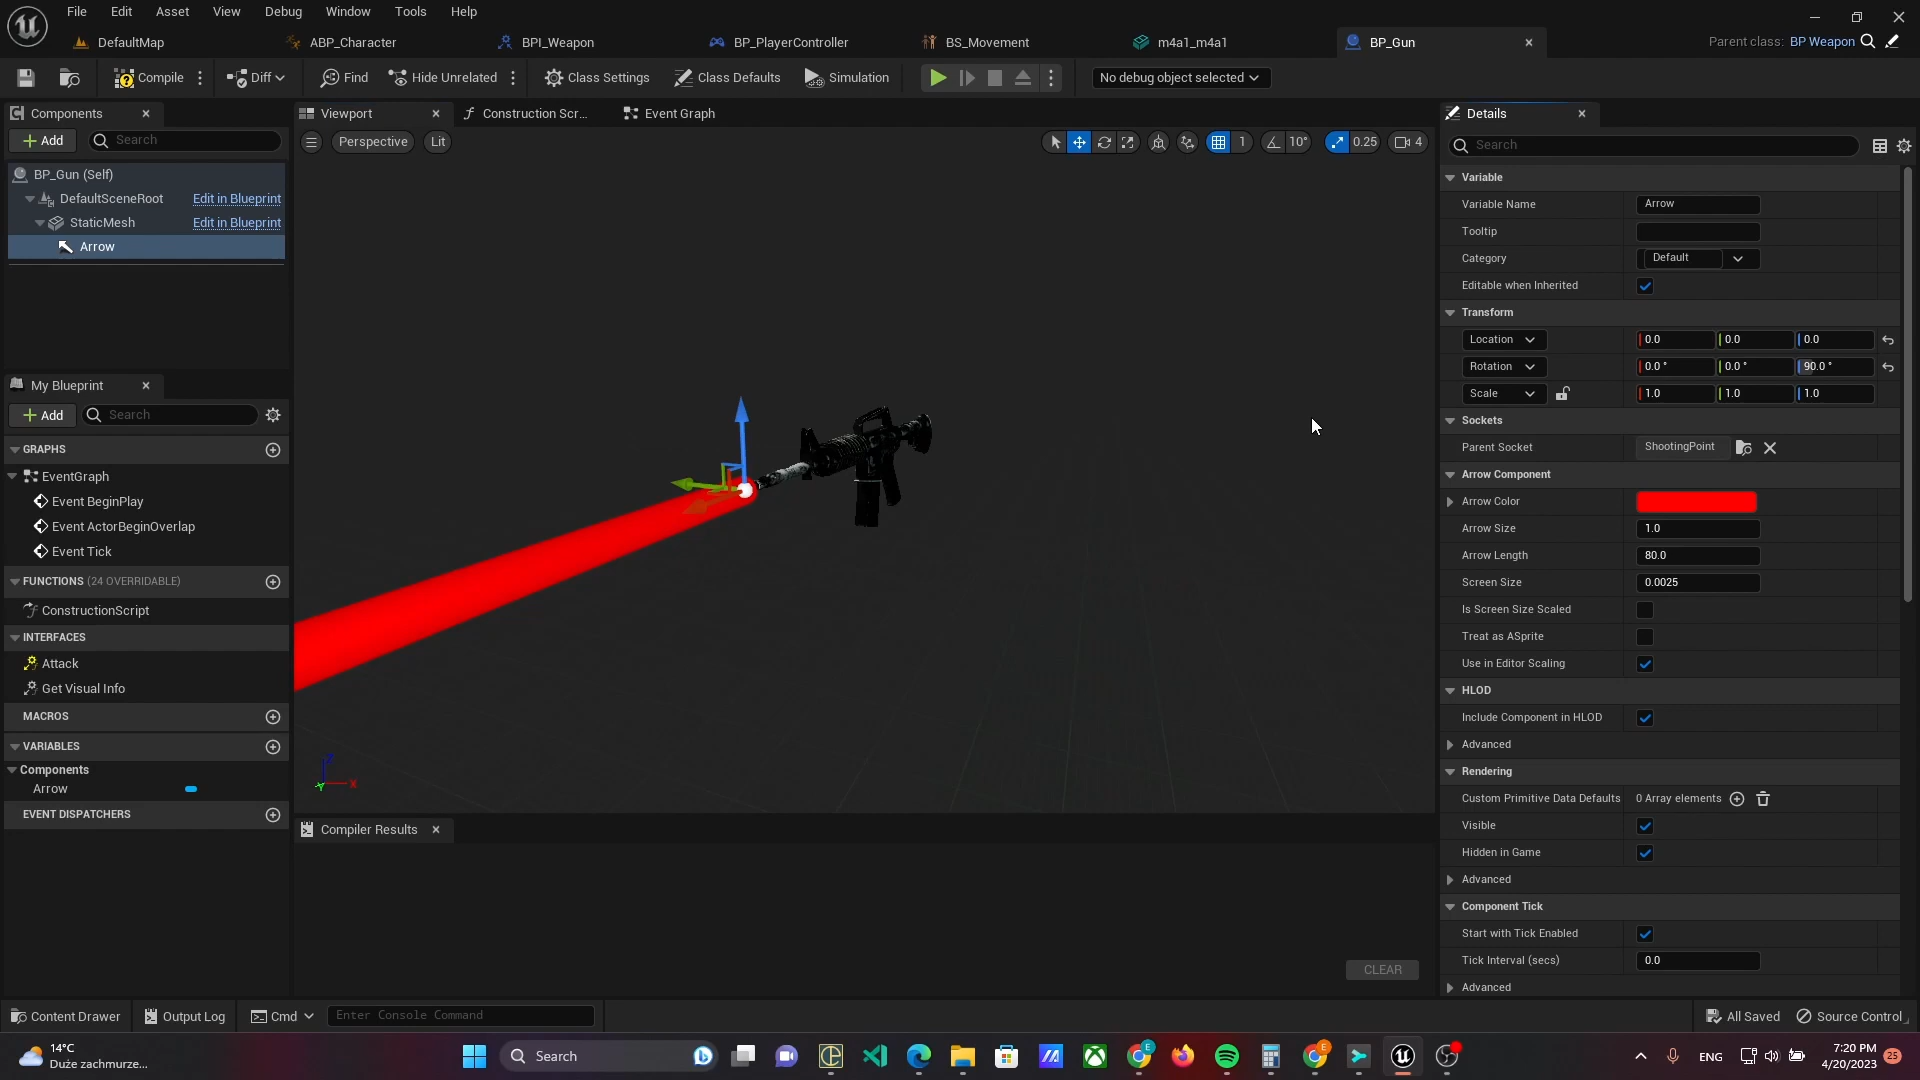 File Edit Asset View Debug Window Tools Help
DefaultMap ABP_Character BPI_Weapon BP_PlayerController BS_Movement m4a1_m4a1 BP_Gun Parent class: BP Weapon
Compile Diff Find Hide Unrelated Class Settings Class Defaults Simulation No debug object selected
Components
Add Search
BP_Gun (Self)
DefaultSceneRoot Edit in Blueprint
StaticMesh Edit in Blueprint
Arrow
My Blueprint
Add Search
GRAPHS
EventGraph
Event BeginPlay
Event ActorBeginOverlap
Event Tick
FUNCTIONS (24 OVERRIDABLE)
ConstructionScript
INTERFACES
Attack
Get Visual Info
MACROS
VARIABLES
Components
Arrow
EVENT DISPATCHERS
Viewport Construction Scr... Event Graph
Perspective Lit 1 10° 0.25 4
Z
X
Y
Compiler Results
CLEAR
Details
Search
Variable
Variable Name Arrow
Tooltip
Category Default
Editable when Inherited
Transform
Location 0.0 0.0 0.0
Rotation 0.0 ° 0.0 ° 90.0 °
Scale 1.0 1.0 1.0
Sockets
Parent Socket ShootingPoint
Arrow Component
Arrow Color
Arrow Size 1.0
Arrow Length 80.0
Screen Size 0.0025
Is Screen Size Scaled
Treat as ASprite
Use in Editor Scaling
HLOD
Include Component in HLOD
Advanced
Rendering
Custom Primitive Data Defaults 0 Array elements
Visible
Hidden in Game
Advanced
Component Tick
Start with Tick Enabled
Tick Interval (secs) 0.0
Advanced
Content Drawer Output Log Cmd Enter Console Command All Saved Source Control
14°C
Duże zachmurze...
Search
ENG
7:20 PM
4/20/2023
25